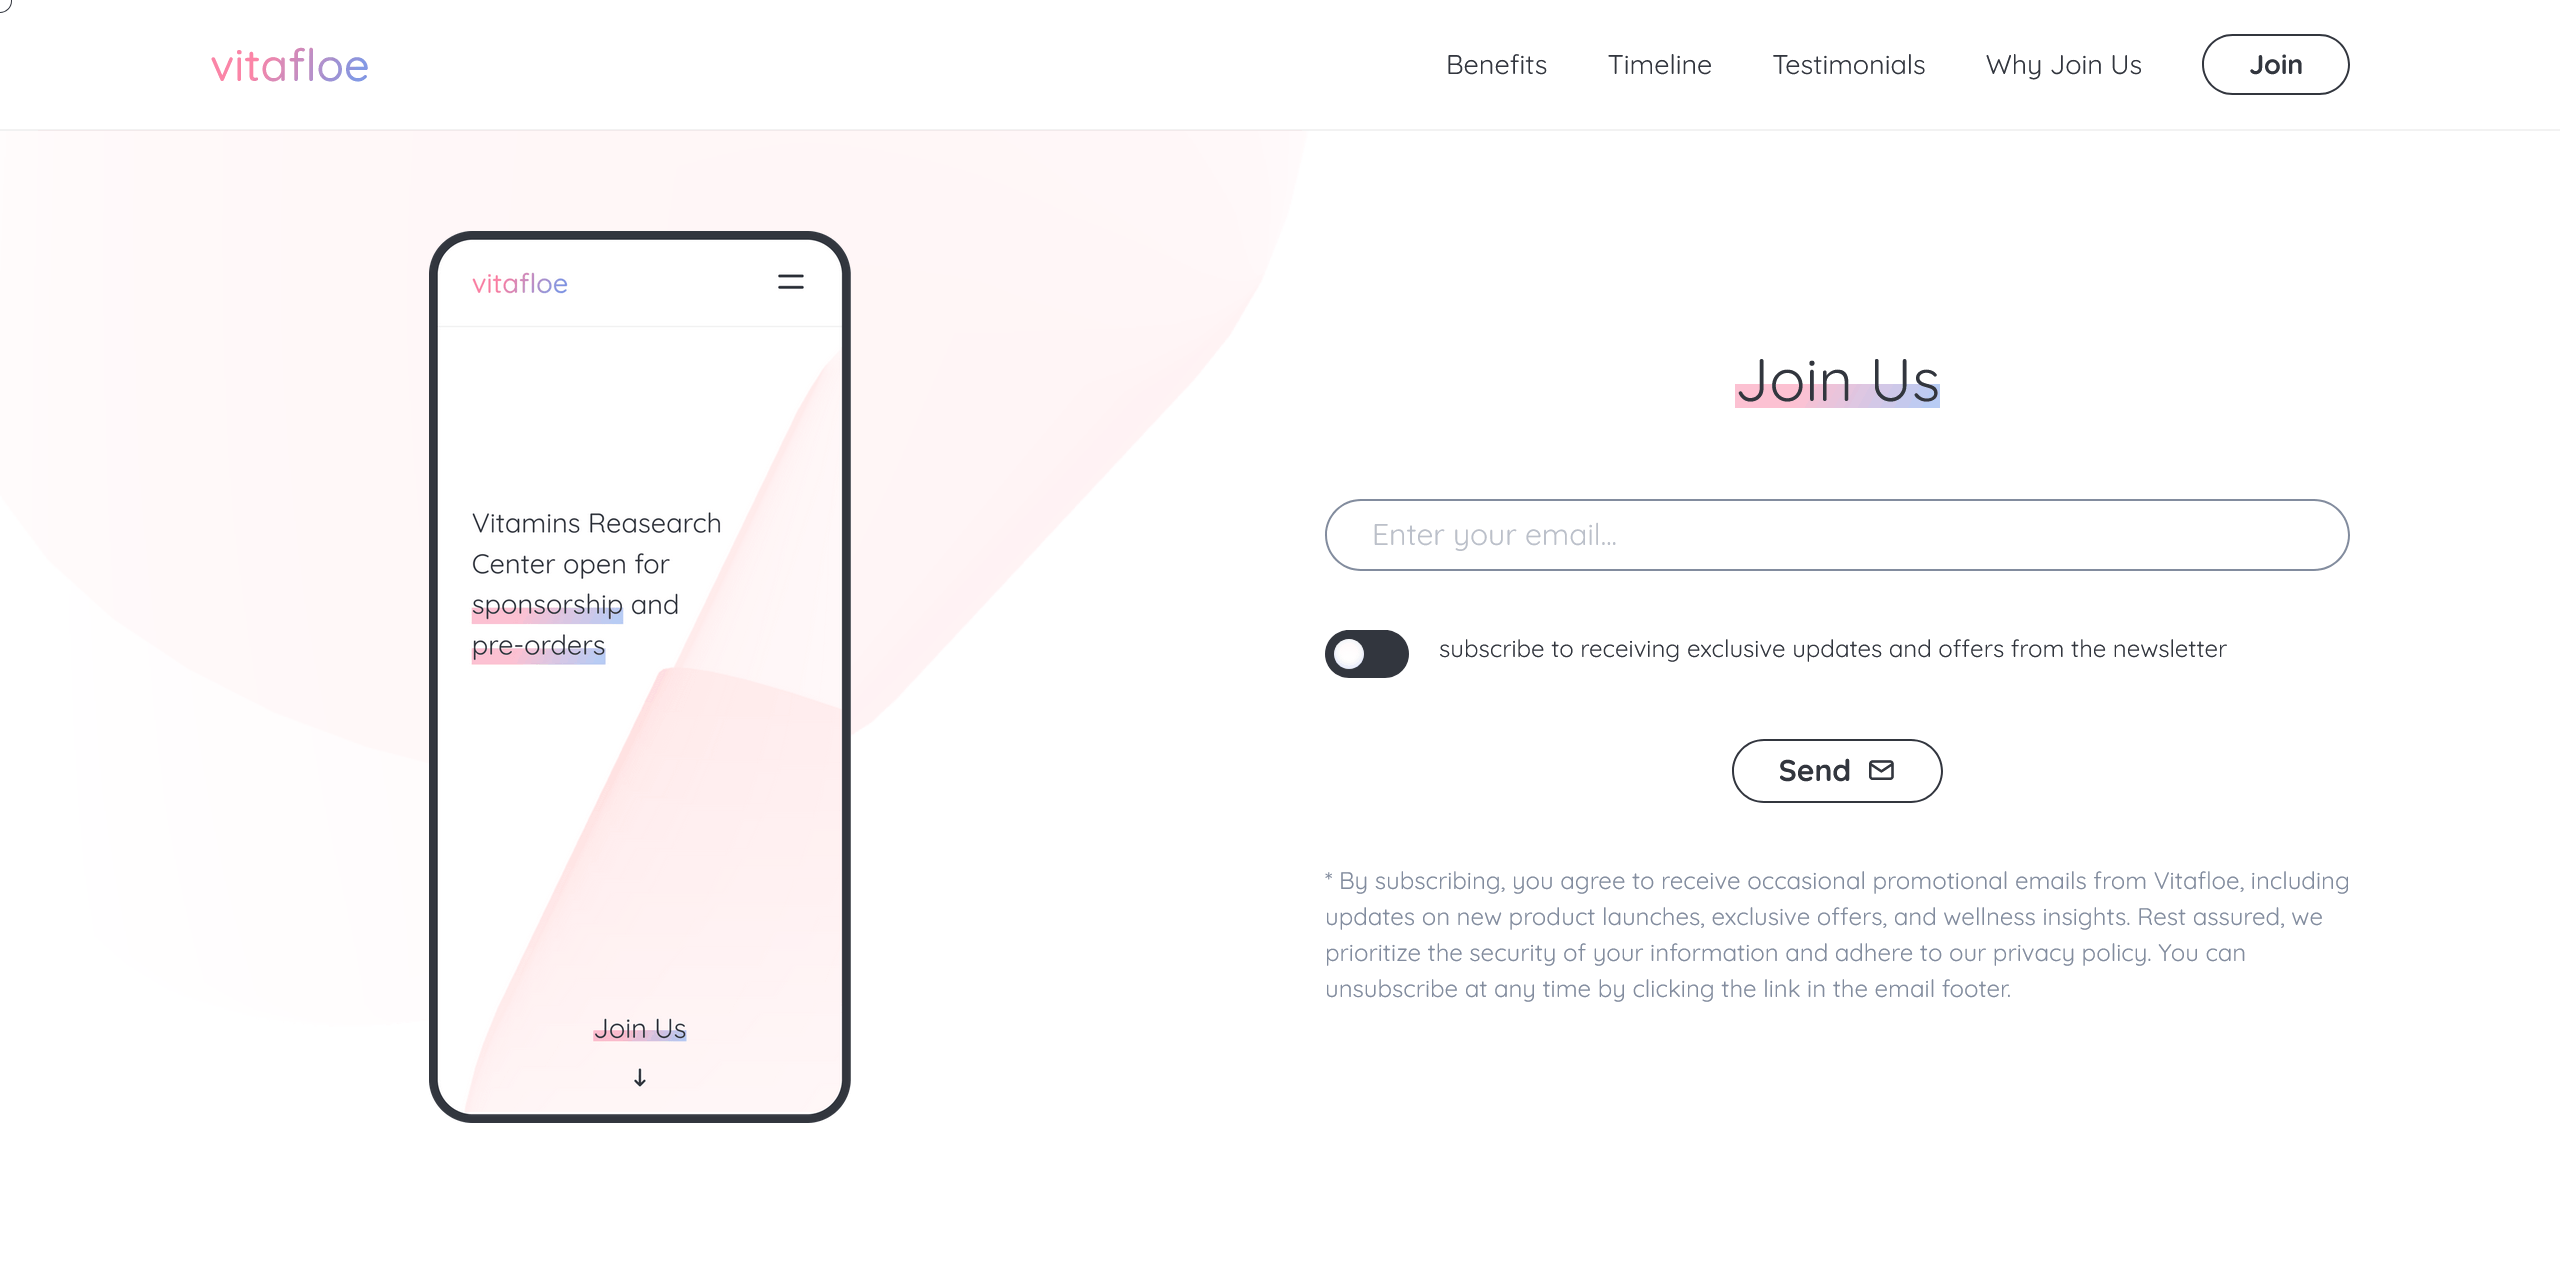 vitafloe
Benefits
Timeline
Testimonials
Why Join Us
Join
vitafloe
Vitamins Reasearch
Center open for
sponsorship and
pre-orders
Join Us
Join Us
Enter your email...
subscribe to receiving exclusive updates and offers from the newsletter
Send
* By subscribing, you agree to receive occasional promotional emails from Vitafloe, including
updates on new product launches, exclusive offers, and wellness insights. Rest assured, we
prioritize the security of your information and adhere to our privacy policy. You can
unsubscribe at any time by clicking the link in the email footer.